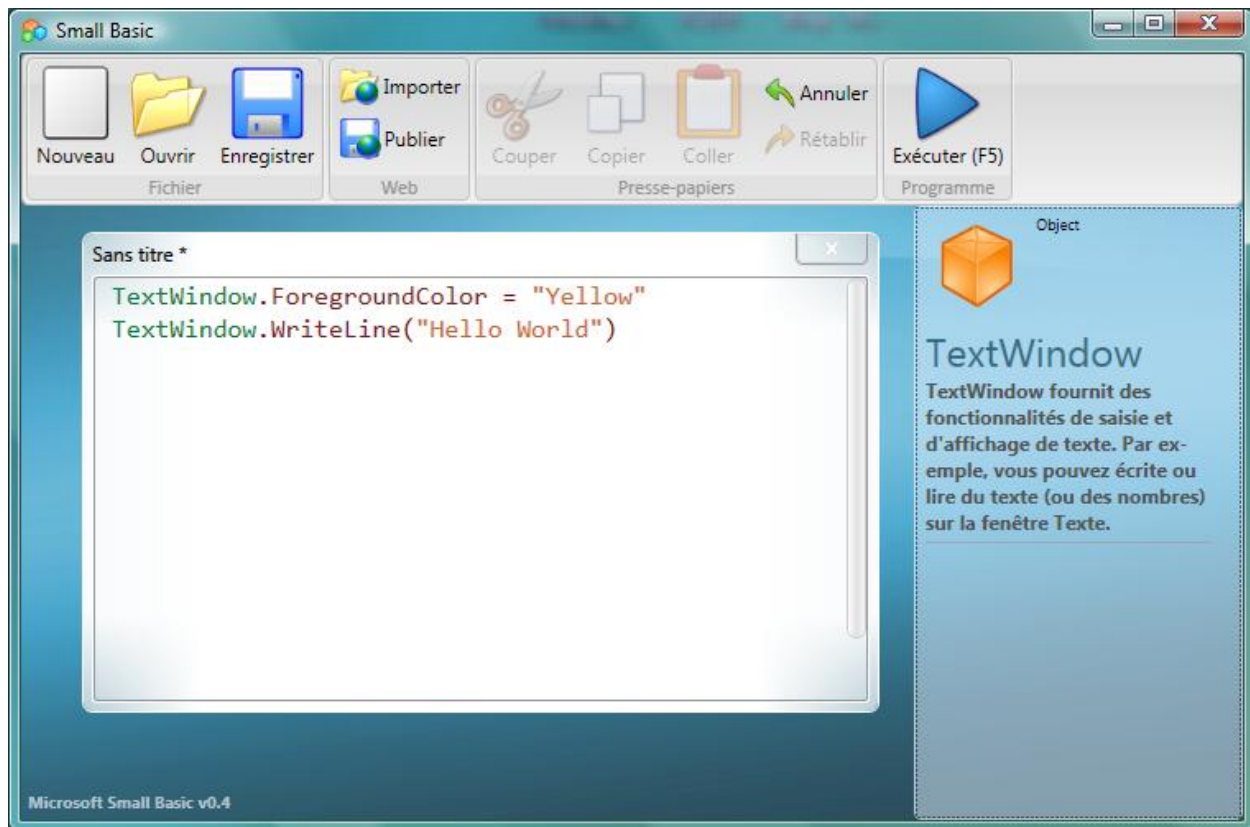 Small Basic
Nouveau
Ouvrir
Enregistrer
Fichier
Importer
Publier
Web
Couper
Copier
Coller
Annuler
Rétablir
Presse-papiers
Exécuter (F5)
Programme
Sans titre *
TextWindow.ForegroundColor = "Yellow"
TextWindow.WriteLine("Hello World")
Object
TextWindow
TextWindow fournit des
fonctionnalités de saisie et
d'affichage de texte. Par ex-
emple, vous pouvez écrite ou
lire du texte (ou des nombres)
sur la fenêtre Texte.
Microsoft Small Basic v0.4